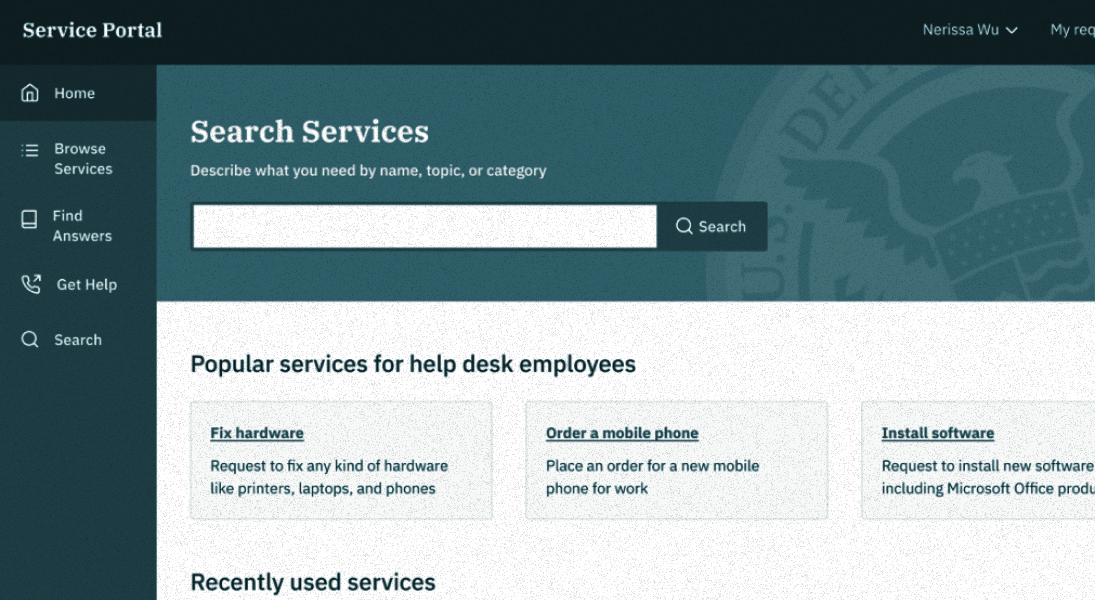 Service Portal
Nerissa Wu
My req
Home
Browse
Services
Find
Answers
Get Help
Search
Search Services
Describe what you need by name, topic, or category
Search
U.S. DEPA
Popular services for help desk employees
Fix hardware
Request to fix any kind of hardware
like printers, laptops, and phones
Order a mobile phone
Place an order for a new mobile
phone for work
Install software
Request to install new software
including Microsoft Office produ
Recently used services